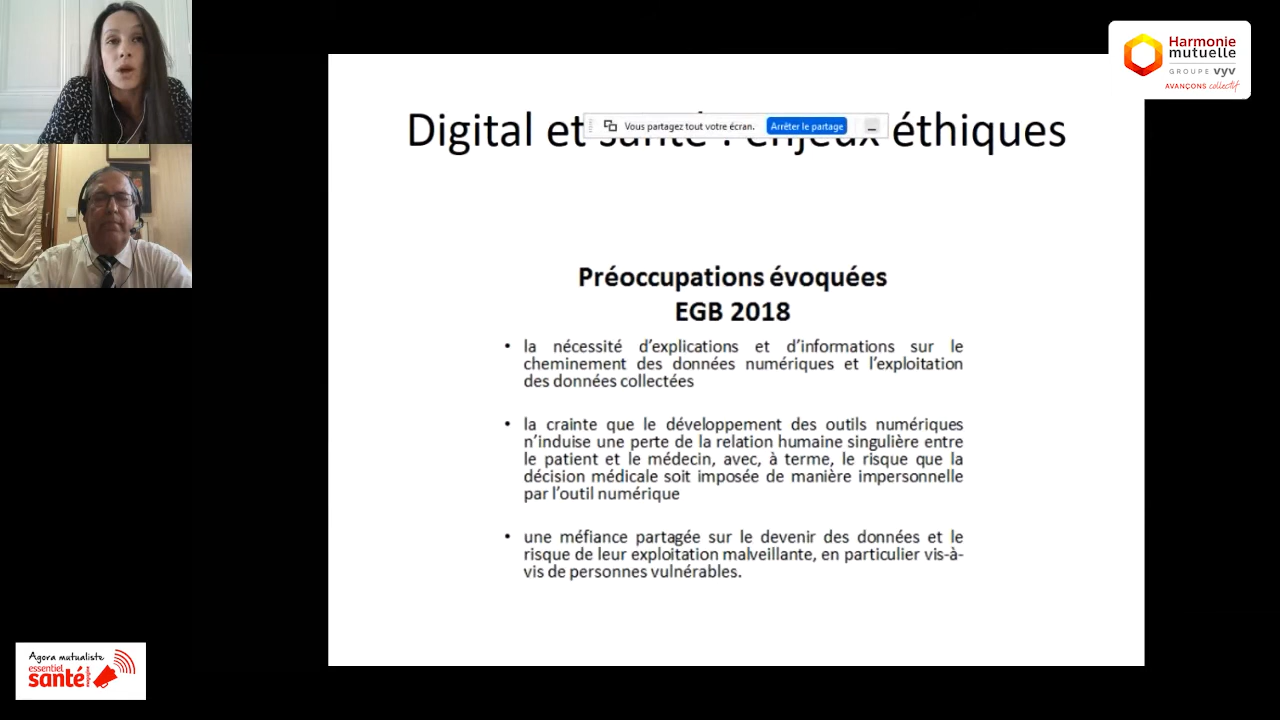 Harmonie
mutuelle
GROUPE vyv
AVANÇONS collectif
Digital et santé : enjeux éthiques
Vous partagez tout votre écran.
Arrêter le partage
Préoccupations évoquées
EGB 2018
• la nécessité d'explications et d'informations sur le
cheminement des données numériques et l'exploitation
des données collectées
• la crainte que le développement des outils numériques
n'induise une perte de la relation humaine singulière entre
le patient et le médecin, avec, à terme, le risque que la
décision médicale soit imposée de manière impersonnelle
par l'outil numérique
• une méfiance partagée sur le devenir des données et le
risque de leur exploitation malveillante, en particulier vis-à-
vis de personnes vulnérables.
Agora mutualiste
essentiel
santé
magazine